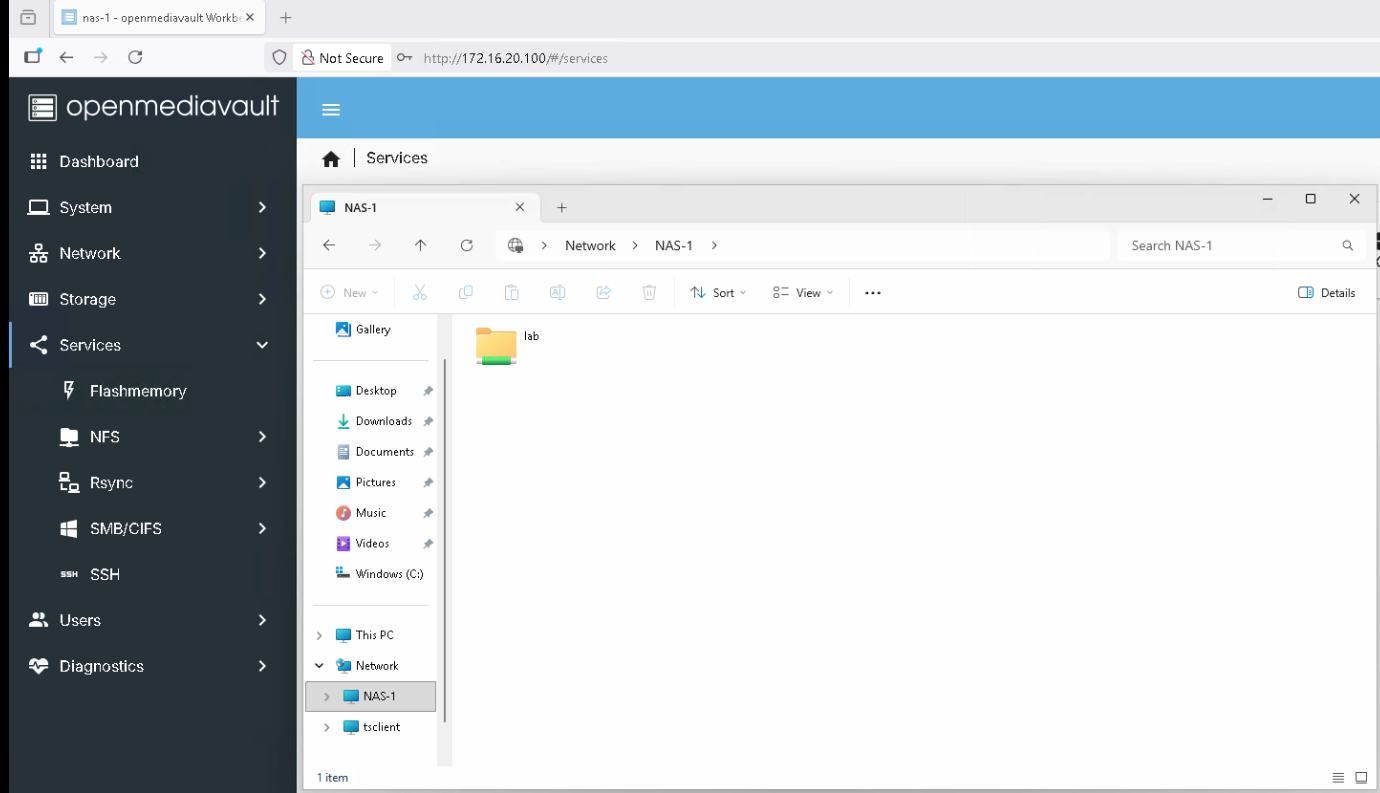 nas-1 - openmediavault Workbe
Not Secure
http://172.16.20.100/#/services
openmediavault
Dashboard
System
Network
Storage
Services
Flashmemory
NFS
Rsync
SMB/CIFS
SSH SSH
Users
Diagnostics
Services
NAS-1
Network NAS-1
Search NAS-1
New
Sort
View
Details
Gallery
Desktop
Downloads
Documents
Pictures
Music
Videos
Windows (C:)
This PC
Network
NAS-1
tsclient
lab
1 item